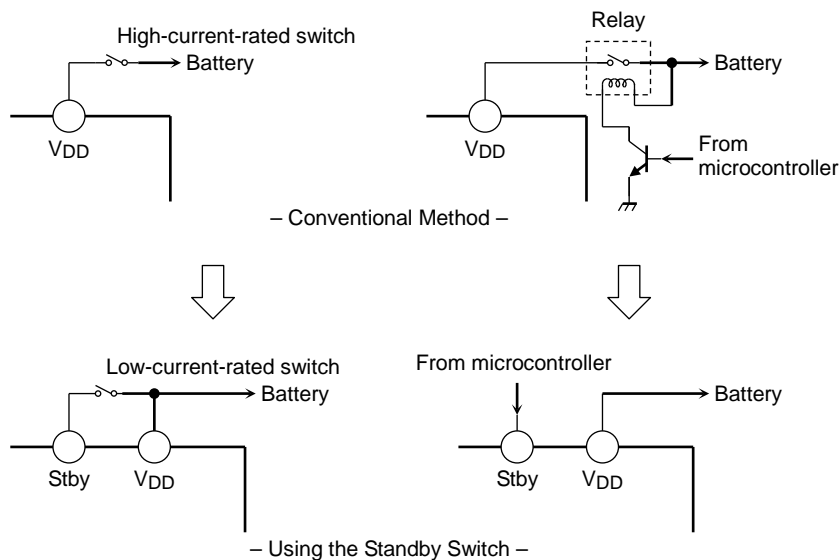 High-current-rated switch
Battery
VDD
Relay
Battery
VDD
From
microcontroller
– Conventional Method –
Low-current-rated switch
Battery
Stby
VDD
From microcontroller
Battery
Stby
VDD
– Using the Standby Switch –